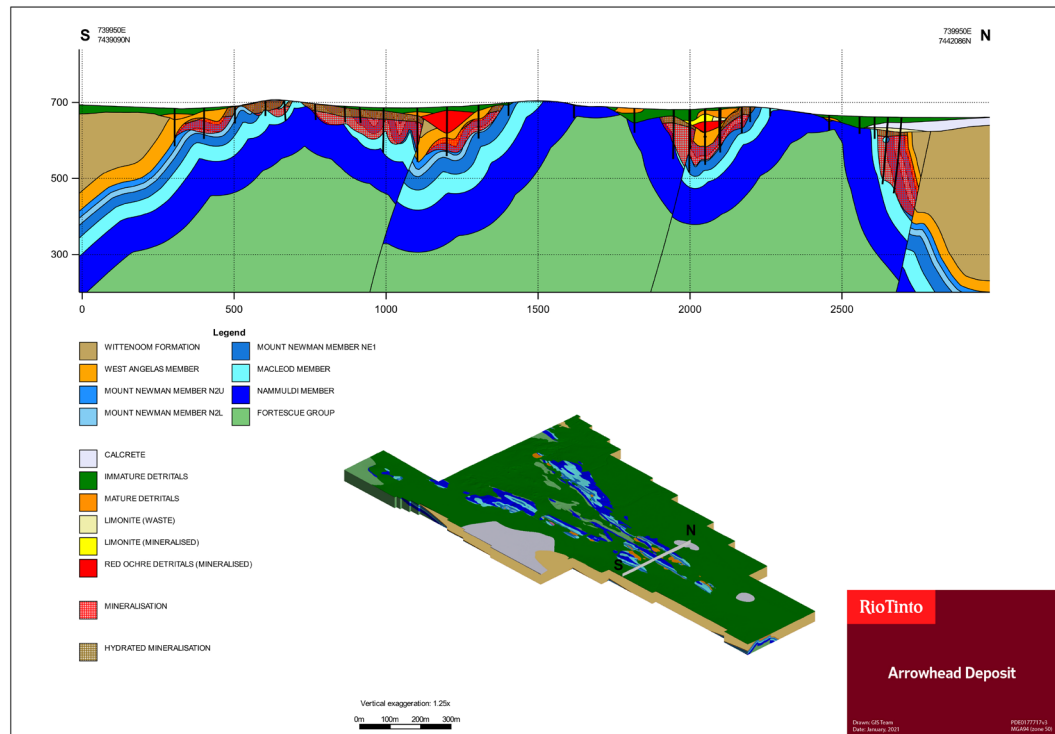 S
739950E
7439090N
739950E
7442086N
N
700
500
300
0
500
1000
1500
2000
2500
Legend
WITTENOOM FORMATION
WEST ANGELAS MEMBER
MOUNT NEWMAN MEMBER N2U
MOUNT NEWMAN MEMBER N2L
MOUNT NEWMAN MEMBER NE1
MACLEOD MEMBER
NAMMULDI MEMBER
FORTESCUE GROUP
CALCRETE
IMMATURE DETRITALS
MATURE DETRITALS
LIMONITE (WASTE)
LIMONITE (MINERALISED)
RED OCHRE DETRITALS (MINERALISED)
MINERALISATION
HYDRATED MINERALISATION
N
S
Vertical exaggeration: 1.25x
0m 100m 200m 300m
RioTinto
Arrowhead Deposit
Drawn: GIS Team
Date: January, 2021
PDE0177717v3
MGA94 (zone 50)